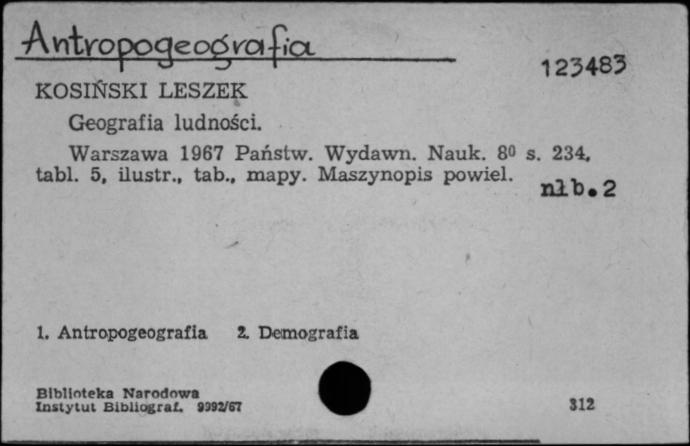 Antropogeografia
123483
KOSIŃSKI LESZEK
Geografia ludności.
Warszawa 1967 Państw. Wydawn. Nauk. 8⁰ s. 234,
tabl. 5, ilustr., tab., mapy. Maszynopis powiel.
nlb.2
1. Antropogeografia 2. Demografia
Biblioteka Narodowa
Instytut Bibliograf. 9992/67
312